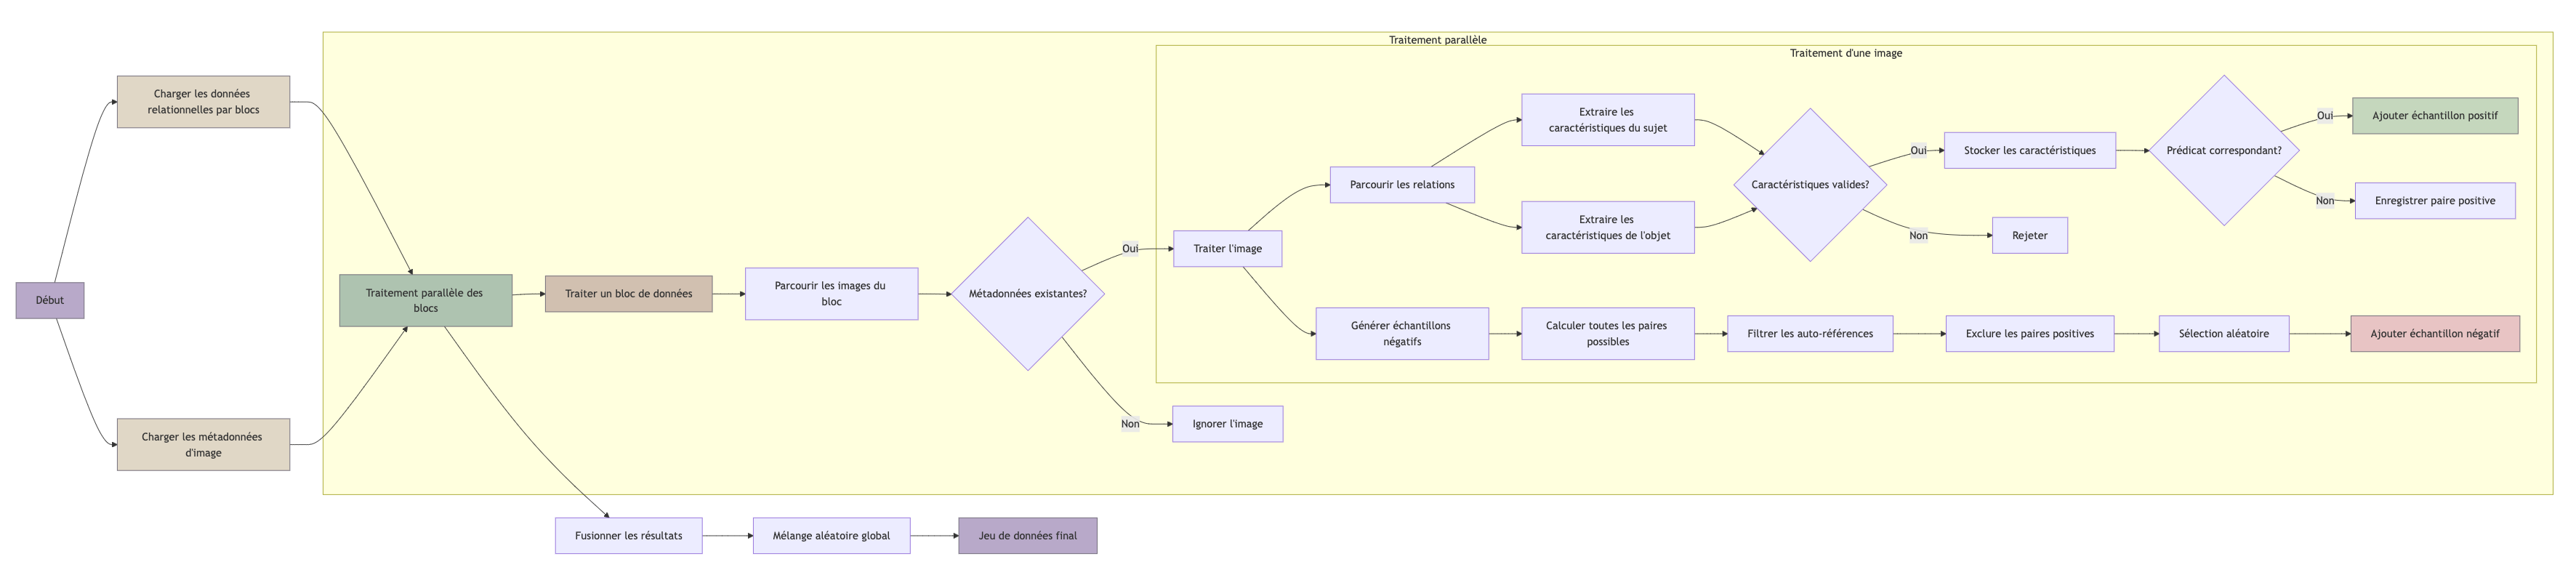 Traitement parallèle
Traitement d'une image
Début
Charger les données
relationnelles par blocs
Charger les métadonnées
d'image
Traitement parallèle des
blocs
Traiter un bloc de données
Parcourir les images du
bloc
Métadonnées existantes?
Oui
Non
Traiter l'image
Ignorer l'image
Parcourir les relations
Extraire les
caractéristiques du sujet
Extraire les
caractéristiques de l'objet
Caractéristiques valides?
Oui
Non
Stocker les caractéristiques
Rejeter
Prédicat correspondant?
Oui
Non
Ajouter échantillon positif
Enregistrer paire positive
Générer échantillons
négatifs
Calculer toutes les paires
possibles
Filtrer les auto-références
Exclure les paires positives
Sélection aléatoire
Ajouter échantillon négatif
Fusionner les résultats
Mélange aléatoire global
Jeu de données final